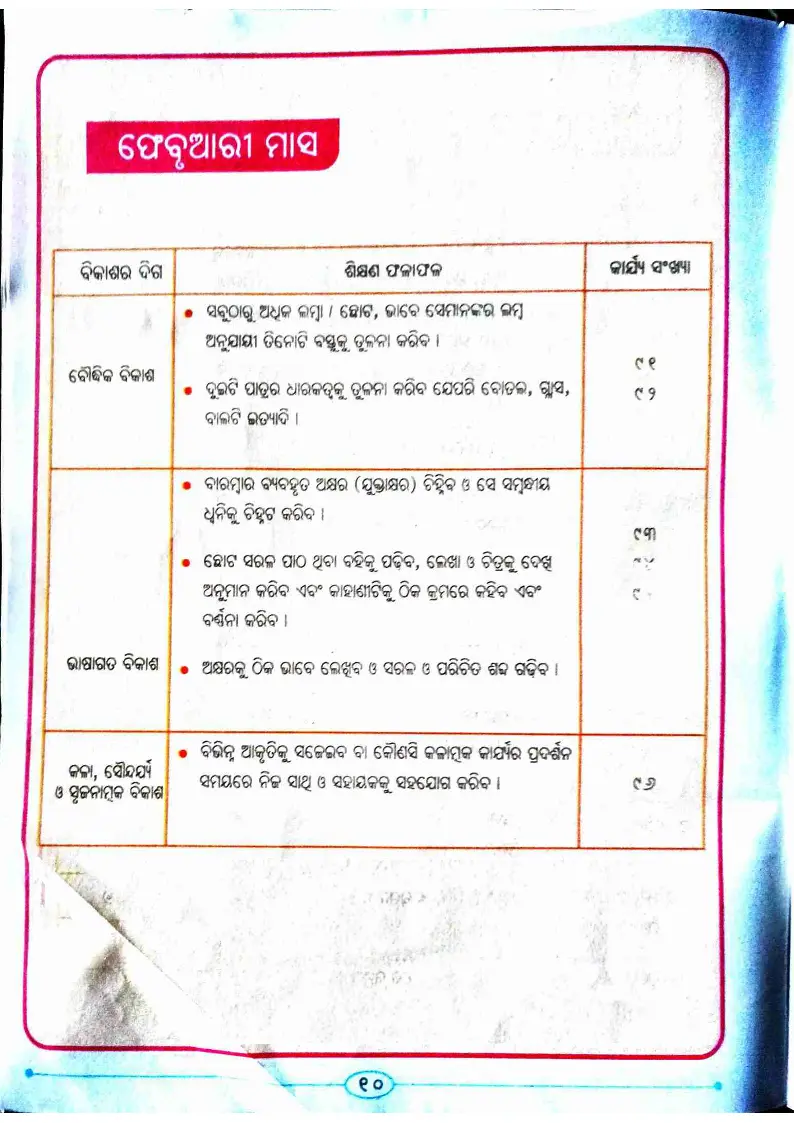 ଫେବୃଆରୀ ମାସ
ବିକାଶର ଦିଗ
ଶିକ୍ଷଣ ଫଳାଫଳ
କାର୍ଯ୍ୟ ସଂଖ୍ୟା
ବୌଦ୍ଧିକ ବିକାଶ
• ସବୁଠାରୁ ଅଧିକ ଲମ୍ବା / ଛୋଟ, ଭାବେ ସେମାନଙ୍କର ଲମ୍ବ
ଅନୁଯାୟୀ ତିନୋଟି ବସ୍ତୁକୁ ତୁଳନା କରିବ ।
• ଦୁଇଟି ପାତ୍ରର ଧାରକତ୍ୱକୁ ତୁଳନା କରିବ ଯେପରି ବୋତଲ, ଗ୍ଲାସ,
ବାଲଟି ଇତ୍ୟାଦି ।
୯୧
୯୨
ଭାଷାଗତ ବିକାଶ
• ବାରମ୍ବାର ବ୍ୟବହୃତ ଅକ୍ଷର (ଯୁକ୍ତାକ୍ଷର) ଚିହ୍ନିବ ଓ ସେ ସମ୍ବନ୍ଧୀୟ
ଧ୍ୱନିକୁ ଚିହ୍ନଟ କରିବ ।
• ଛୋଟ ସରଳ ପାଠ ଥିବା ବହିକୁ ପଢ଼ିବ, ଲେଖା ଓ ଚିତ୍ରକୁ ଦେଖି
ଅନୁମାନ କରିବ ଏବଂ କାହାଣୀଟିକୁ ଠିକ କ୍ରମରେ କହିବ ଏବଂ
ବର୍ଣ୍ଣନା କରିବ ।
• ଅକ୍ଷରକୁ ଠିକ ଭାବେ ଲେଖିବ ଓ ସରଳ ଓ ପରିଚିତ ଶବ୍ଦ ଗଢ଼ିବ ।
୯୩
କଳା, ସୌନ୍ଦର୍ଯ୍ୟ
ଓ ସୃଜନାତ୍ମକ ବିକାଶ
• ବିଭିନ୍ନ ଆକୃତିକୁ ସଜେଇବ ବା କୌଣସି କଳାତ୍ମକ କାର୍ଯ୍ୟର ପ୍ରଦର୍ଶନ
ସମୟରେ ନିଜ ସାଥି ଓ ସହାୟକକୁ ସହଯୋଗ କରିବ ।
୯୬
୧୦